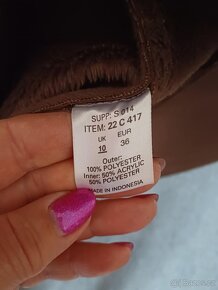 SUPP: S 014
ITEM: 22 C 417
UK EUR
10 36
Outer:
100% POLYESTER
Inner: 50% ACRYLIC
50% POLYESTER
MADE IN INDONESIA